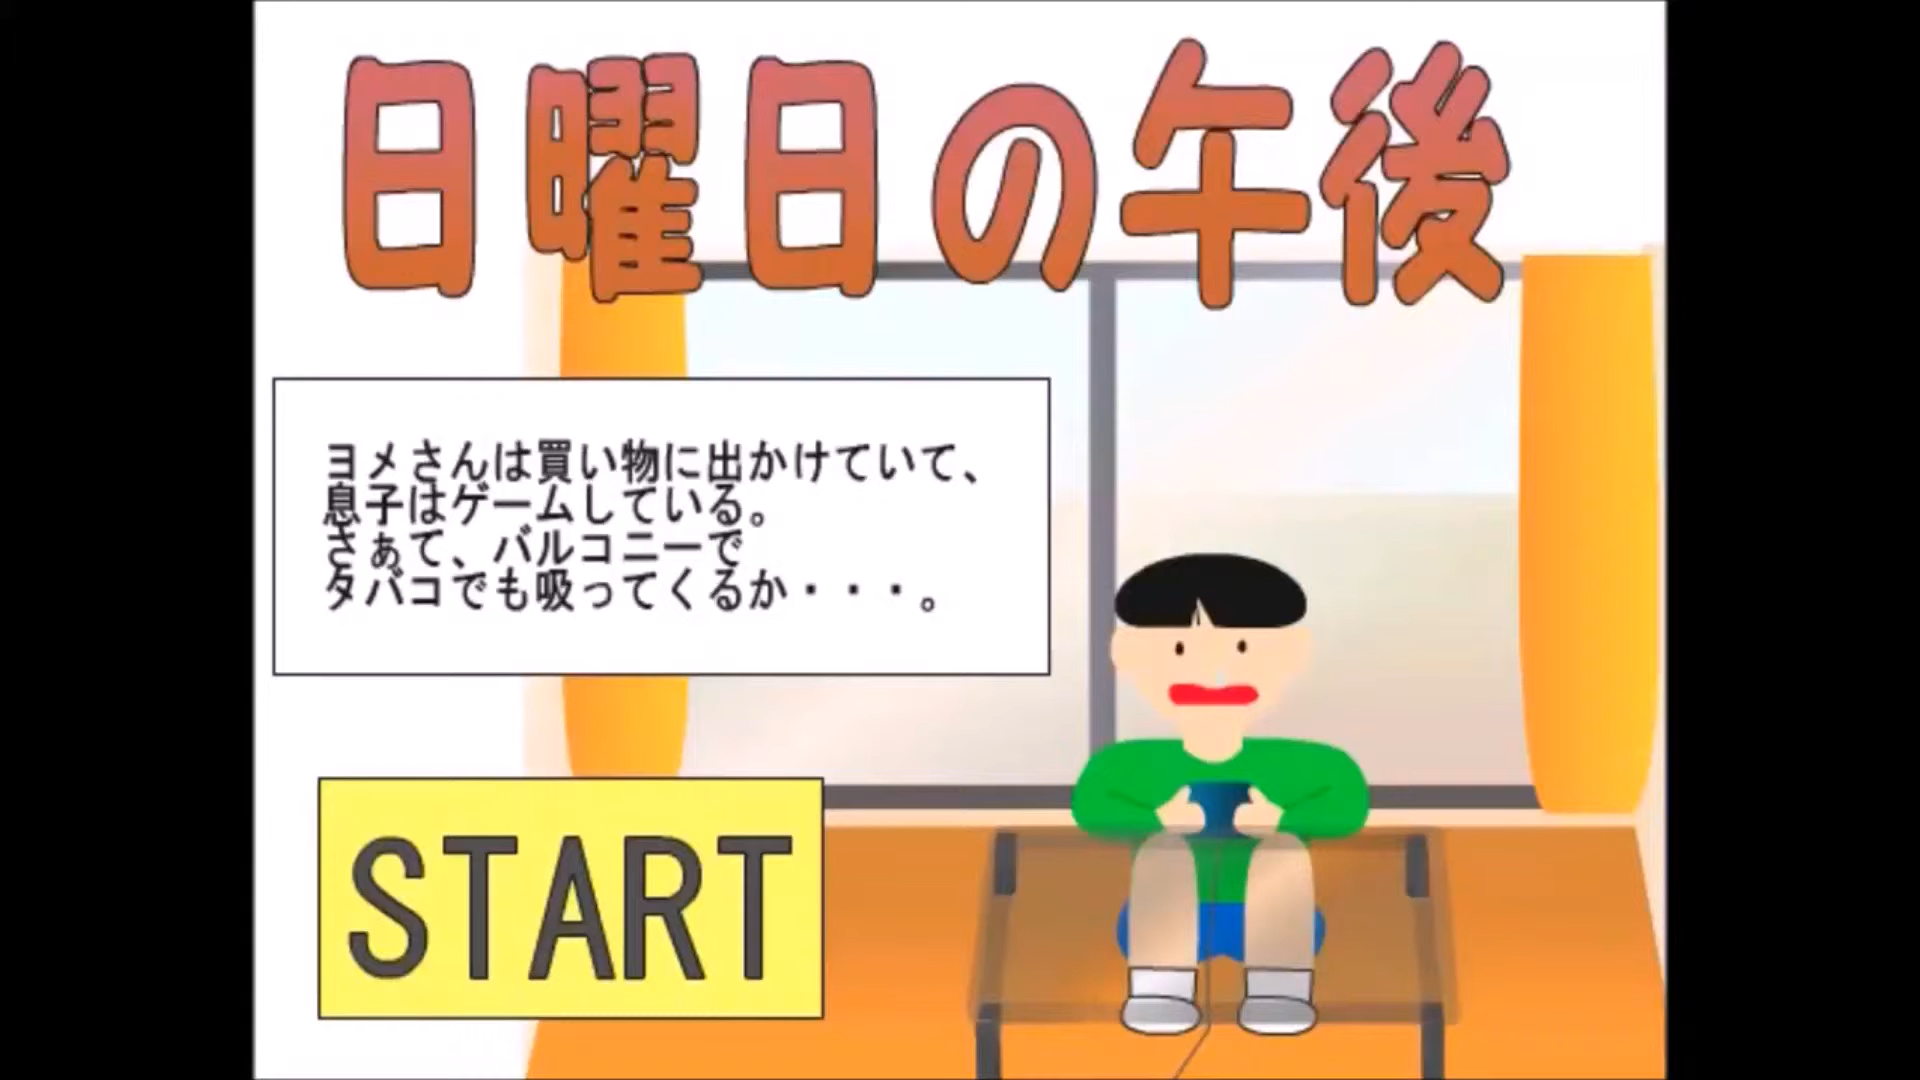 日曜日の午後
ヨメさんは買い物に出かけていて、
息子はゲームしている。
さぁて、バルコニーで
タバコでも吸ってくるか・・・。
START